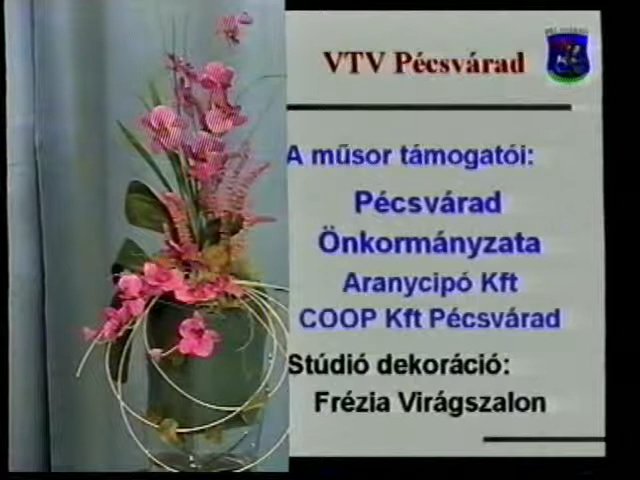 VTV Pécsvárad
A műsor támogatói:
Pécsvárad
Önkormányzata
Aranycipó Kft
COOP Kft Pécsvárad
Stúdió dekoráció:
Frézia Virágszalon